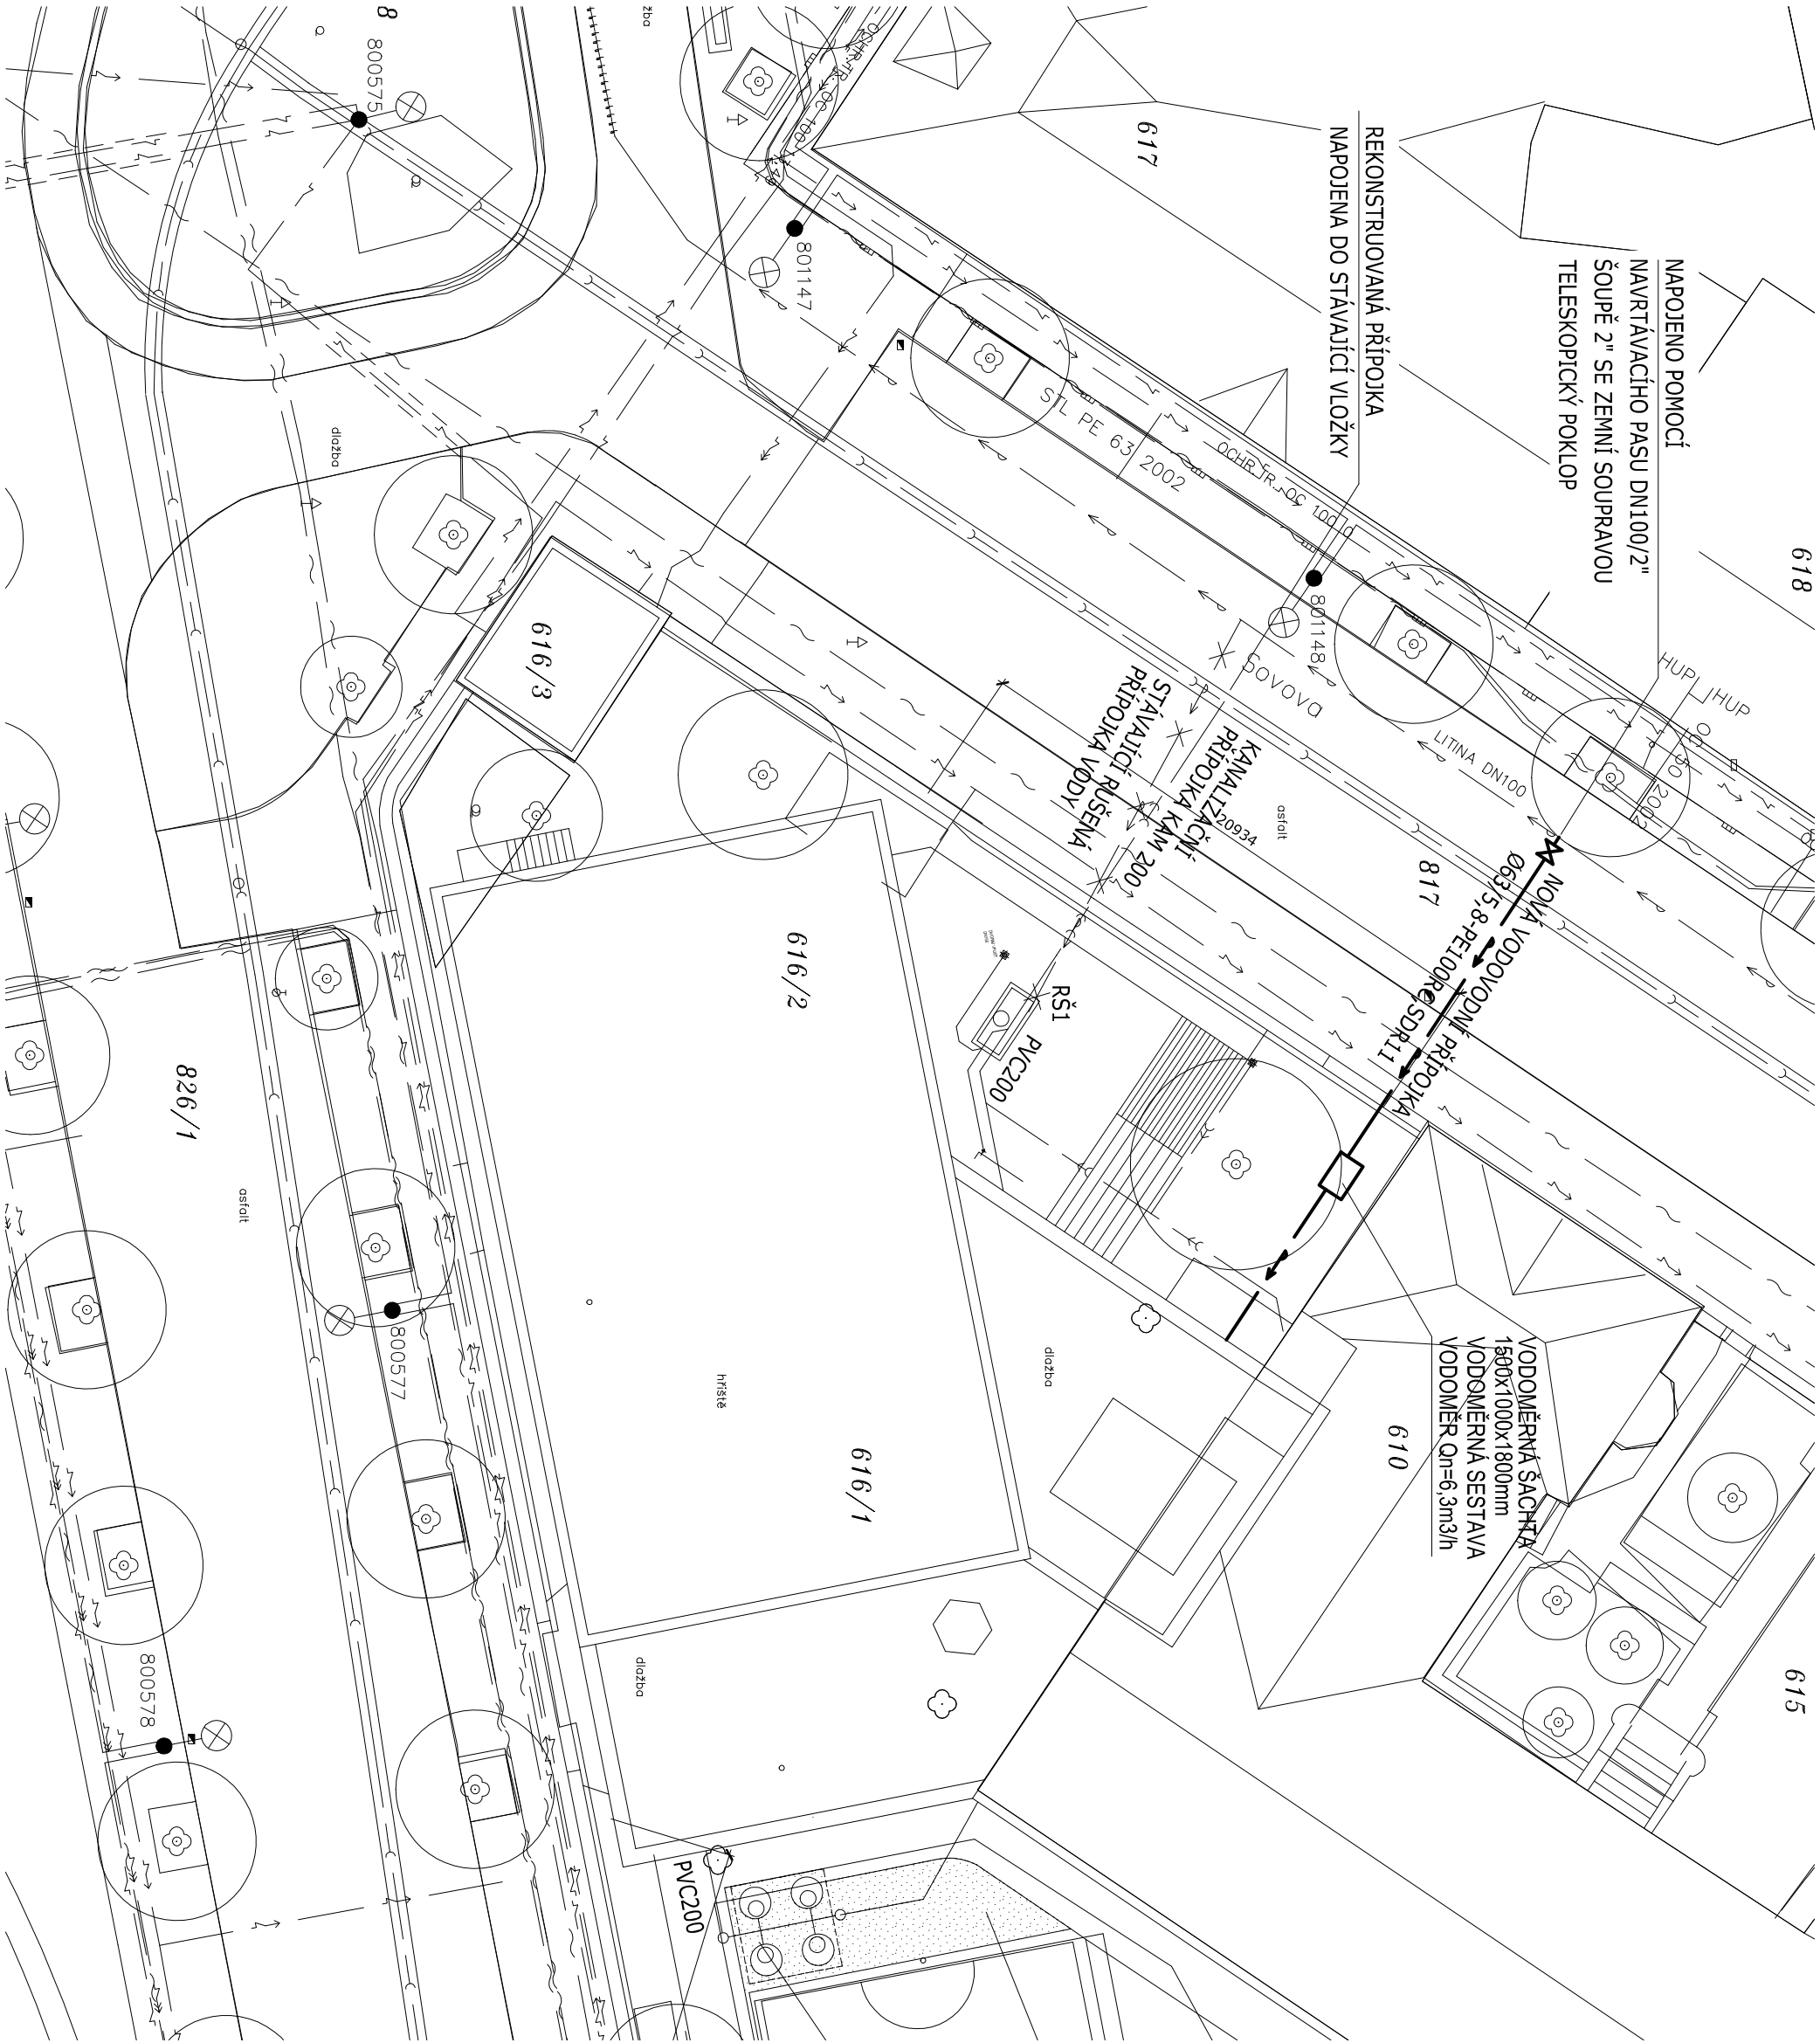 REKONSTRUOVANÁ PŘÍPOJKA
NAPOJENA DO STÁVAJÍCÍ VLOŽKY
NAPOJENO POMOCÍ
NAVRTÁVACÍHO PASU DN100/2"
ŠOUPĚ 2" SE ZEMNÍ SOUPRAVOU
TELESKOPICKÝ POKLOP
617
618
8
800575
801147
801148
dlažba
dlažba
STL PE 63 2002
OCHR.TR. OC 100
Sovova
HUP
HUP
LITINA DN100
STÁVAJÍCÍ RUŠENÁ
PŘÍPOJKA VODY
KANALIZAČNÍ
PŘÍPOJKA KAM 200
20934
asfalt
817
NOVÁ VODOVODNÍ PŘÍPOJKA
Ø63/5,8-PE100RC,SDR11
616/3
616/2
RŠ1
PVC200
826/1
asfalt
800577
hřiště
dlažba
616/1
610
VODOMĚRNÁ ŠACHTA
1500x1000x1800mm
VODOMĚRNÁ SESTAVA
VODOMĚR Qn=6,3m3/h
615
800578
dlažba
PVC200